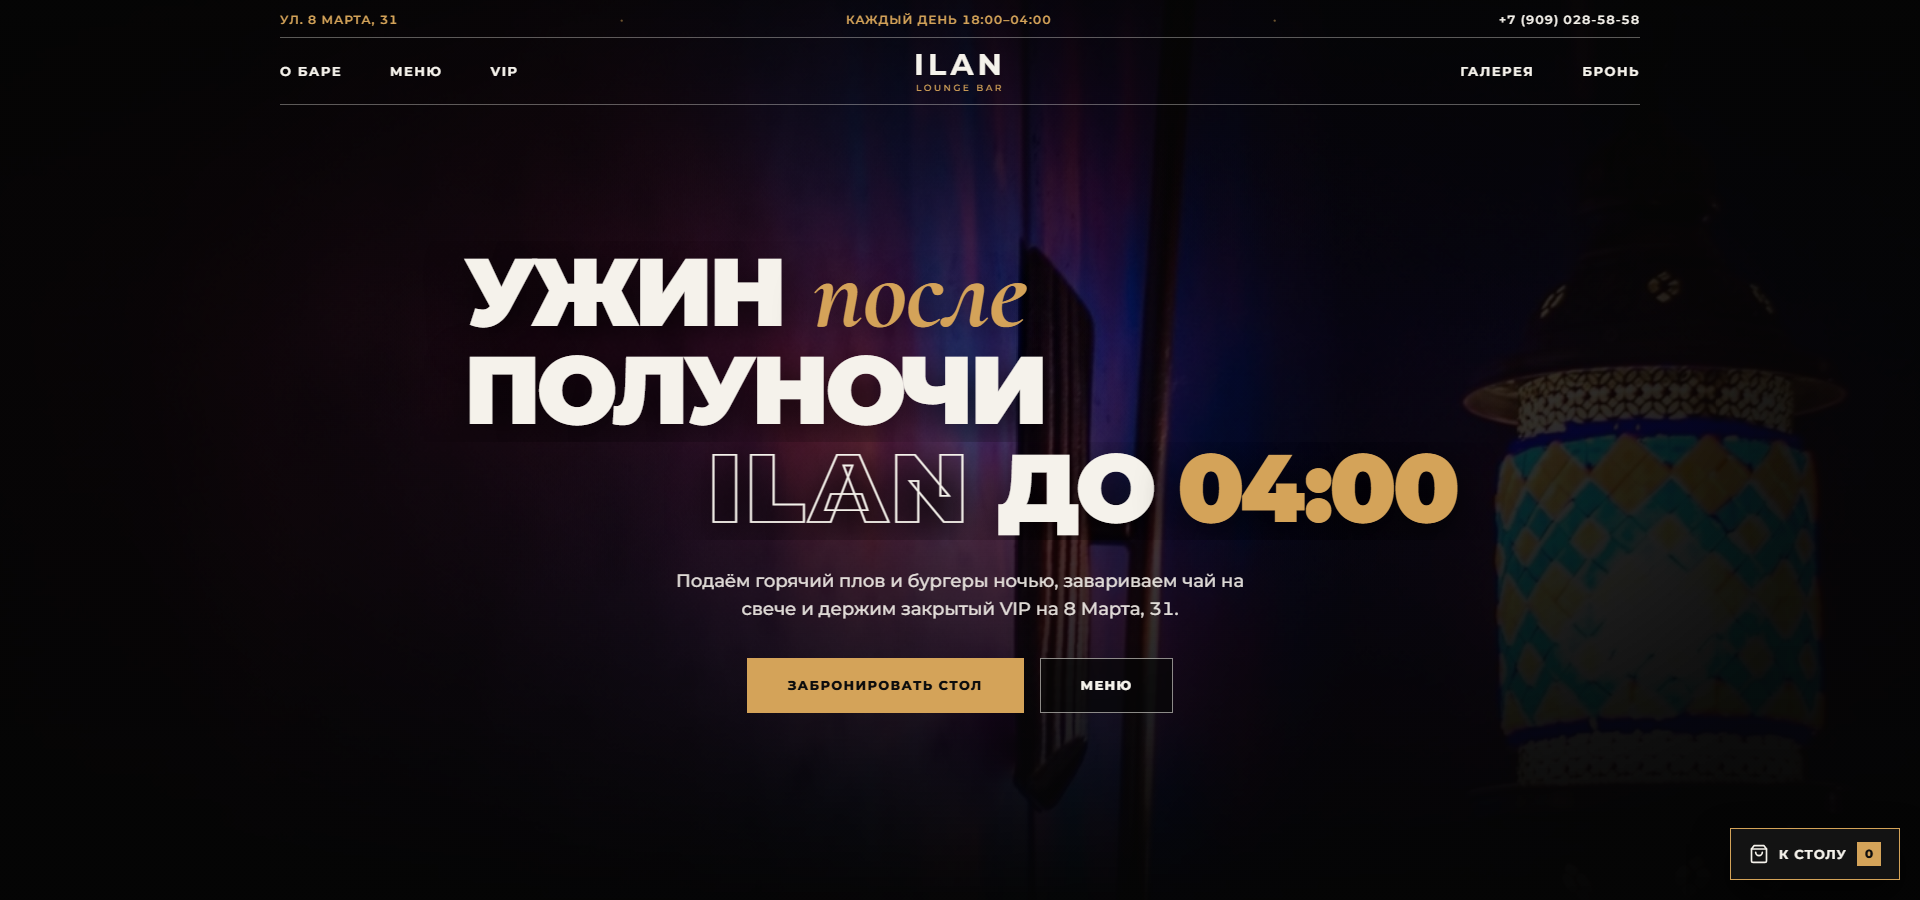 УЛ. 8 МАРТА, 31 · КАЖДЫЙ ДЕНЬ 18:00–04:00 · +7 (909) 028-58-58
О БАРЕ МЕНЮ VIP
ILAN
LOUNGE BAR
ГАЛЕРЕЯ БРОНЬ
УЖИН после
ПОЛУНОЧИ
ILAN ДО 04:00
Подаём горячий плов и бургеры ночью, завариваем чай на
свече и держим закрытый VIP на 8 Марта, 31.
ЗАБРОНИРОВАТЬ СТОЛ МЕНЮ
К СТОЛУ 0